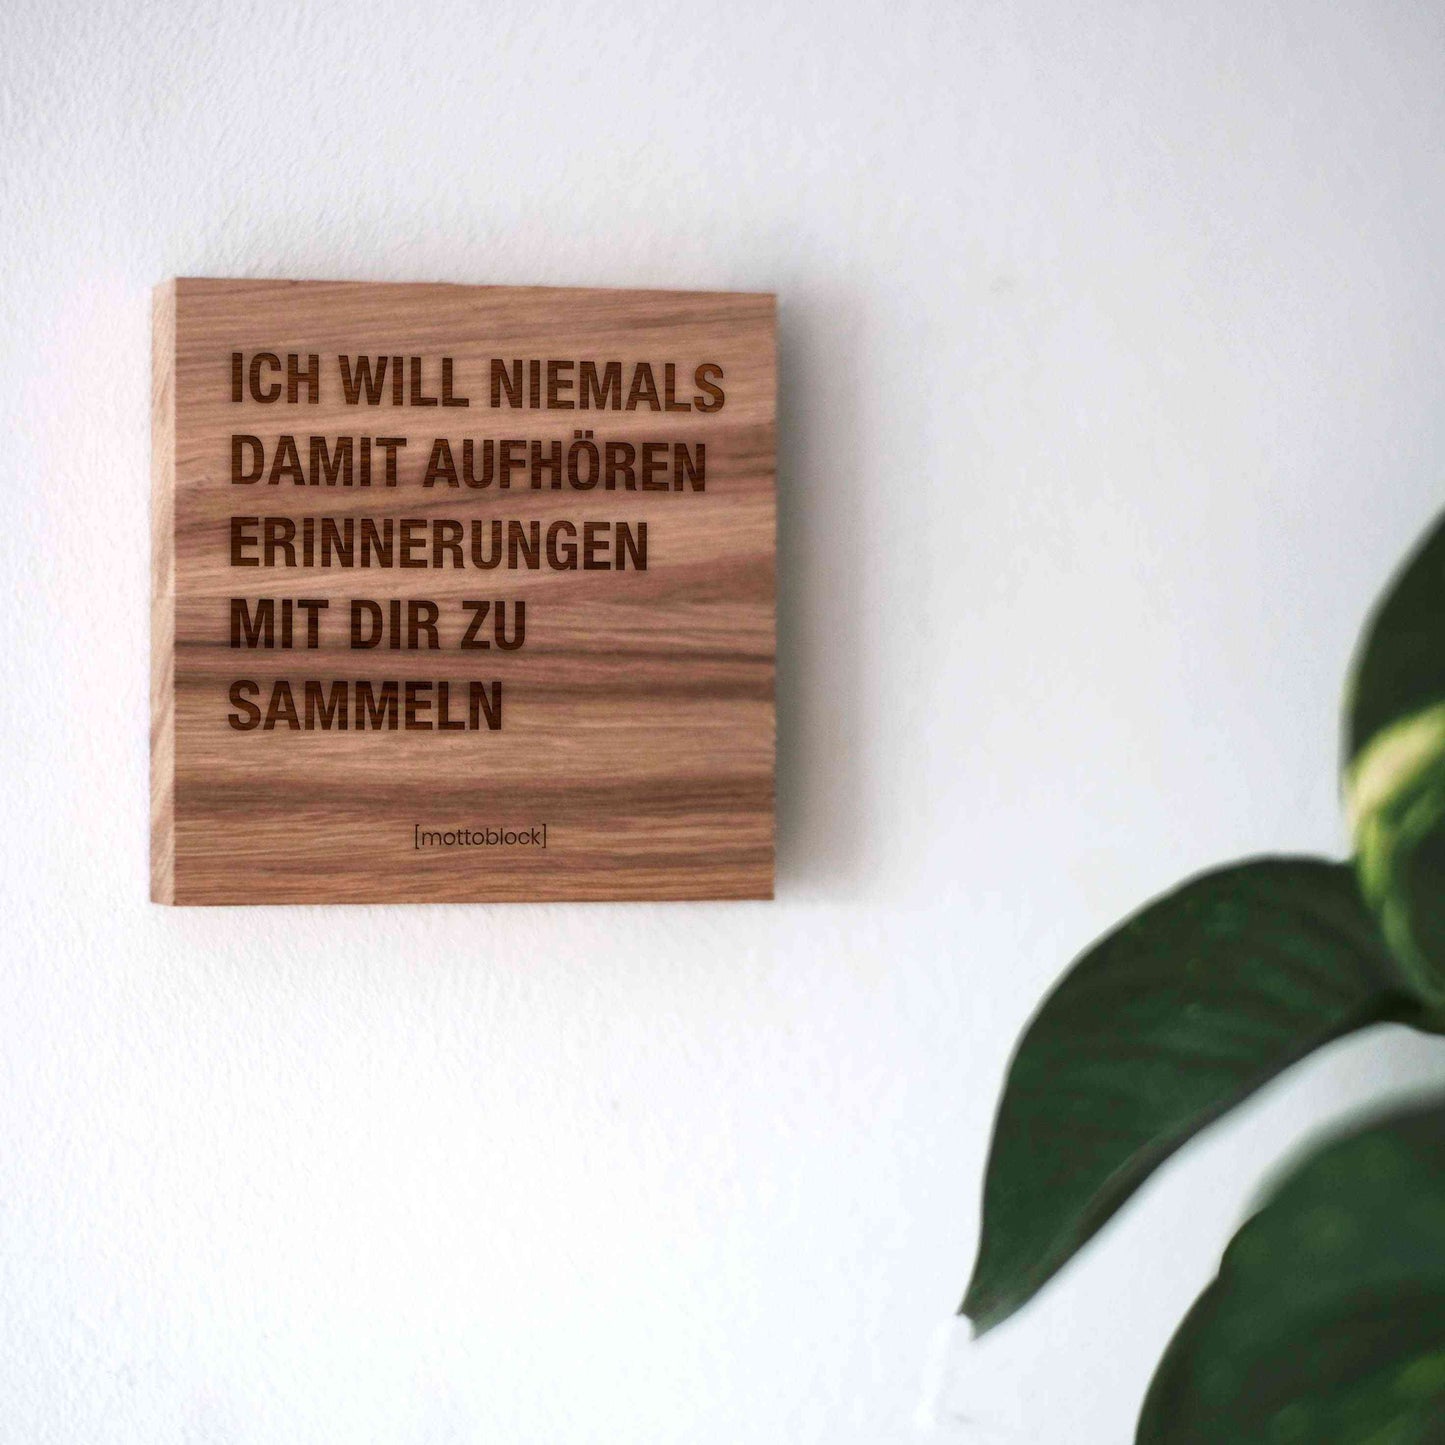 ICH WILL NIEMALS
DAMIT AUFHÖREN
ERINNERUNGEN
MIT DIR ZU
SAMMELN
[mottoblock]